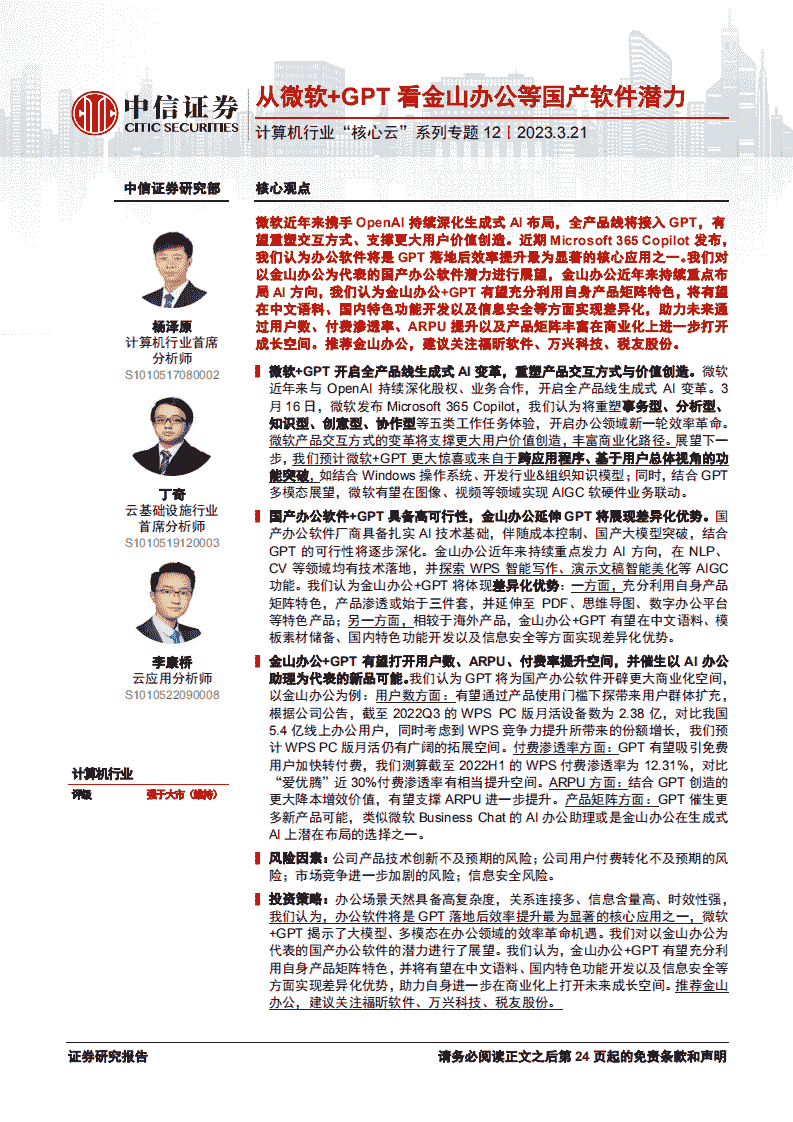 中信证券
CITIC SECURITIES
从微软+GPT 看金山办公等国产软件潜力
计算机行业“核心云”系列专题 12｜2023.3.21
中信证券研究部
杨泽原
计算机行业首席
分析师
S1010517080002
丁奇
云基础设施行业
首席分析师
S1010519120003
李康桥
云应用分析师
S1010522090008
计算机行业
评级 强于大市（维持）
核心观点
微软近年来携手 OpenAI 持续深化生成式 AI 布局，全产品线将接入 GPT，有
望重塑交互方式、支撑更大用户价值创造。近期 Microsoft 365 Copilot 发布，
我们认为办公软件将是 GPT 落地后效率提升最为显著的核心应用之一。我们对
以金山办公为代表的国产办公软件潜力进行展望，金山办公近年来持续重点布
局 AI 方向，我们认为金山办公+GPT 有望充分利用自身产品矩阵特色，将有望
在中文语料、国内特色功能开发以及信息安全等方面实现差异化，助力未来通
过用户数、付费渗透率、ARPU 提升以及产品矩阵丰富在商业化上进一步打开
成长空间。推荐金山办公，建议关注福昕软件、万兴科技、税友股份。
微软+GPT 开启全产品线生成式 AI 变革，重塑产品交互方式与价值创造。微软
近年来与 OpenAI 持续深化股权、业务合作，开启全产品线生成式 AI 变革。3
月 16 日，微软发布 Microsoft 365 Copilot，我们认为将重塑事务型、分析型、
知识型、创意型、协作型等五类工作任务体验，开启办公领域新一轮效率革命。
微软产品交互方式的变革将支撑更大用户价值创造，丰富商业化路径。展望下一
步，我们预计微软+GPT 更大惊喜或来自于跨应用程序、基于用户总体视角的功
能突破，如结合 Windows 操作系统、开发行业&组织知识模型；同时，结合 GPT
多模态展望，微软有望在图像、视频等领域实现 AIGC 软硬件业务联动。
国产办公软件+GPT 具备高可行性，金山办公延伸 GPT 将展现差异化优势。国
产办公软件厂商具备扎实 AI 技术基础，伴随成本控制、国产大模型突破，结合
GPT 的可行性将逐步深化。金山办公近年来持续重点发力 AI 方向，在 NLP、
CV 等领域均有技术落地，并探索 WPS 智能写作、演示文稿智能美化等 AIGC
功能。我们认为金山办公+GPT 将体现差异化优势：一方面，充分利用自身产品
矩阵特色，产品渗透或始于三件套，并延伸至 PDF、思维导图、数字办公平台
等特色产品；另一方面，相较于海外产品，金山办公+GPT 有望在中文语料、模
板素材储备、国内特色功能开发以及信息安全等方面实现差异化优势。
金山办公+GPT 有望打开用户数、ARPU、付费率提升空间，并催生以 AI 办公
助理为代表的新品可能。我们认为 GPT 将为国产办公软件开辟更大商业化空间，
以金山办公为例：用户数方面：有望通过产品使用门槛下探带来用户群体扩充，
根据公司公告，截至 2022Q3 的 WPS PC 版月活设备数为 2.38 亿，对比我国
5.4 亿线上办公用户，同时考虑到 WPS 竞争力提升所带来的份额增长，我们预
计 WPS PC 版月活仍有广阔的拓展空间。付费渗透率方面：GPT 有望吸引免费
用户加快转付费，我们测算截至 2022H1 的 WPS 付费渗透率为 12.31%，对比
“爱优腾”近 30%付费渗透率有相当提升空间。ARPU 方面：结合 GPT 创造的
更大降本增效价值，有望支撑 ARPU 进一步提升。产品矩阵方面：GPT 催生更
多新产品可能，类似微软 Business Chat 的 AI 办公助理或是金山办公在生成式
AI 上潜在布局的选择之一。
风险因素：公司产品技术创新不及预期的风险；公司用户付费转化不及预期的风
险；市场竞争进一步加剧的风险；信息安全风险。
投资策略：办公场景天然具备高复杂度，关系连接多、信息含量高、时效性强，
我们认为，办公软件将是 GPT 落地后效率提升最为显著的核心应用之一，微软
+GPT 揭示了大模型、多模态在办公领域的效率革命机遇。我们对以金山办公为
代表的国产办公软件的潜力进行了展望。我们认为，金山办公+GPT 有望充分利
用自身产品矩阵特色，并将有望在中文语料、国内特色功能开发以及信息安全等
方面实现差异化优势，助力自身进一步在商业化上打开未来成长空间。推荐金山
办公，建议关注福昕软件、万兴科技、税友股份。
证券研究报告
请务必阅读正文之后第 24 页起的免责条款和声明